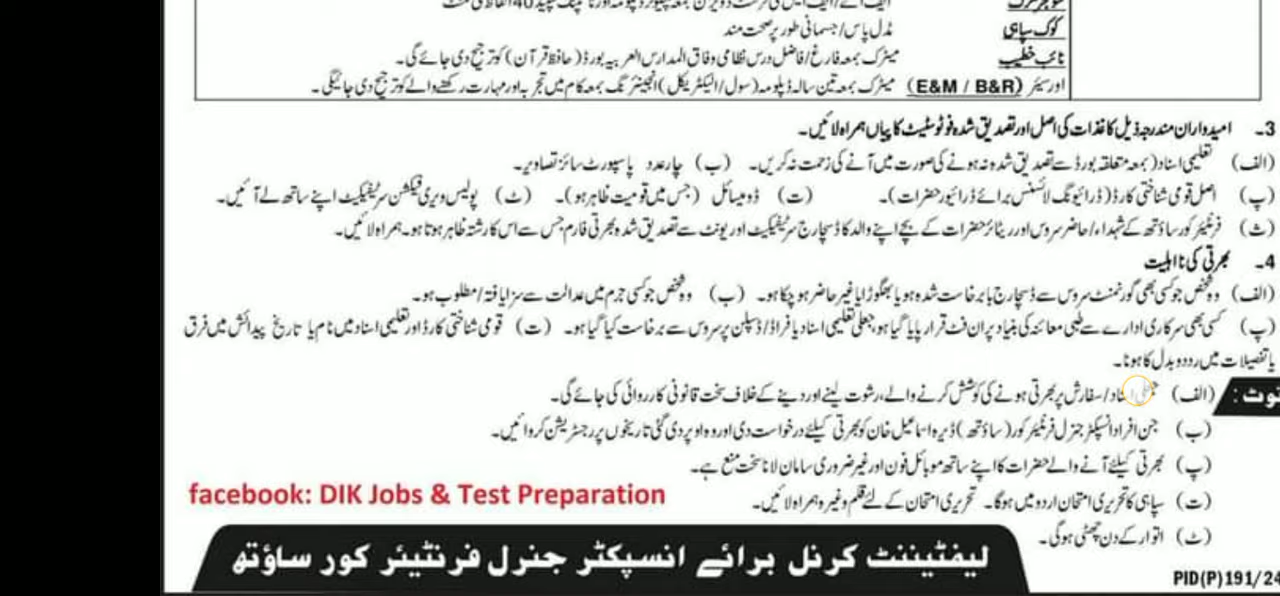 کوک سپاہی مڈل پاس/جسمانی طور پر صحت مند
نائب خطیب میٹرک بمعہ فارغ/فاضل درس نظامی وفاق المدارس العربیہ بورڈ (حافظ قرآن) کو ترجیح دی جائے گی۔
اورسیئر (E&M / B&R) میٹرک بمعہ تین سالہ ڈپلومہ (سول/الیکٹریکل) انجینئرنگ بمعہ کام میں تجربہ اور مہارت رکھنے والے کو ترجیح دی جائیگی۔
3۔ امیدواران مندرجہ ذیل کاغذات کی اصل اور تصدیق شدہ فوٹو سٹیٹ کاپیاں ہمراہ لائیں۔
(الف) تعلیمی اسناد (بمعہ متعلقہ بورڈ سے تصدیق شدہ نہ ہونے کی صورت میں آنے کی زحمت نہ کریں۔ (ب) چار عدد پاسپورٹ سائز تصاویر۔
(پ) اصل قومی شناختی کارڈ (ڈرائیونگ لائسنس برائے ڈرائیور حضرات)۔ (ت) ڈومیسائل (جس میں قومیت ظاہر ہو)۔ (ٹ) پولیس ویری فکیشن سرٹیفکیٹ اپنے ساتھ لے آئیں۔
(ث) فرنٹیئر کور ساؤتھ کے شہداء/حاضر سروس اور ریٹائر حضرات کے بچے اپنے والد کا ڈسچارج سرٹیفکیٹ اور یونٹ سے تصدیق شدہ بھرتی فارم جس سے اس کا رشتہ ظاہر ہوتا ہو۔ ہمراہ لائیں۔
4۔ بھرتی کی نااہلیت
(الف) وہ شخص جو کسی بھی گورنمنٹ سروس سے ڈسچارج یا برخاست شدہ ہو یا بھگوڑا یا غیر حاضر ہو چکا ہو۔ (ب) وہ شخص جو کسی جرم میں عدالت سے سزا یافتہ/مطلوب ہو۔
(پ) کسی بھی سرکاری ادارے سے طبی معائنہ کی بنیاد پر ان فٹ قرار پایا گیا ہو، جعلی تعلیمی اسناد یا فراڈ/ڈسپلن پر سروس سے برخاست کیا گیا ہو۔ (ت) قومی شناختی کارڈ اور تعلیمی اسناد میں نام یا تاریخ پیدائش میں فرق
یا تفصیلات میں ردوبدل کا ہونا۔
نوٹ: (الف) جعلی اسناد/سفارش پر بھرتی ہونے کی کوشش کرنے والے، رشوت لینے اور دینے کے خلاف سخت قانونی کارروائی کی جائے گی۔
(ب) جن افراد انسپکٹر جنرل فرنٹیئر کور (ساؤتھ) ڈیرہ اسماعیل خان کو بھرتی کیلئے درخواست دی اور وہ اوپر دی گئی تاریخوں پر رجسٹریشن کروائیں۔
(پ) بھرتی کیلئے آنے والے حضرات کا اپنے ساتھ موبائل فون اور غیر ضروری سامان لانا سخت منع ہے۔
(ت) سپاہی کا تحریری امتحان اردو میں ہوگا۔ تحریری امتحان کے لئے قلم وغیرہ ہمراہ لائیں۔
facebook: DIK Jobs & Test Preparation
(ٹ) اتوار کے دن چھٹی ہوگی۔
لیفٹیننٹ کرنل برائے انسپکٹر جنرل فرنٹیئر کور ساؤتھ
PID(P)191/24